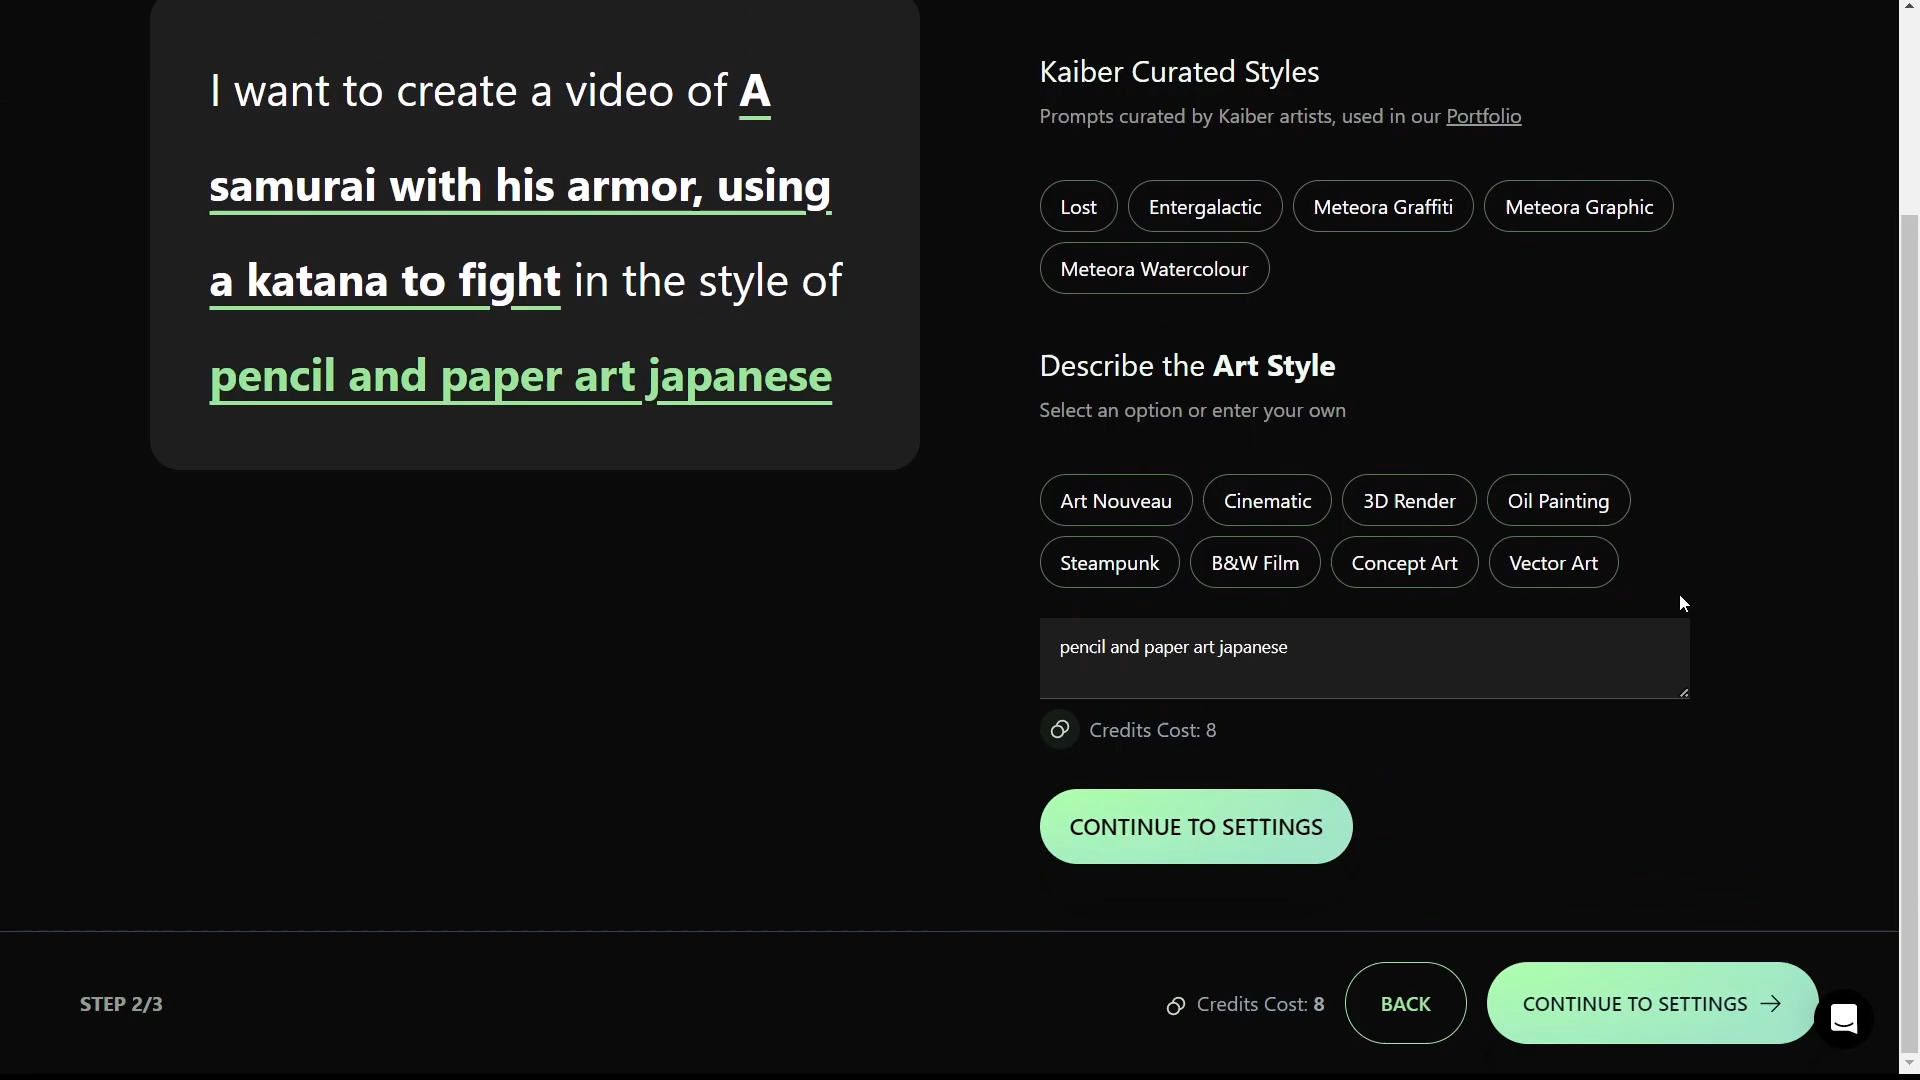 I want to create a video of A
samurai with his armor, using
a katana to fight in the style of
pencil and paper art japanese
Kaiber Curated Styles
Prompts curated by Kaiber artists, used in our Portfolio
Lost
Entergalactic
Meteora Graffiti
Meteora Graphic
Meteora Watercolour
Describe the Art Style
Select an option or enter your own
Art Nouveau
Cinematic
3D Render
Oil Painting
Steampunk
B&W Film
Concept Art
Vector Art
pencil and paper art japanese
Credits Cost: 8
CONTINUE TO SETTINGS
STEP 2/3
Credits Cost: 8
BACK
CONTINUE TO SETTINGS